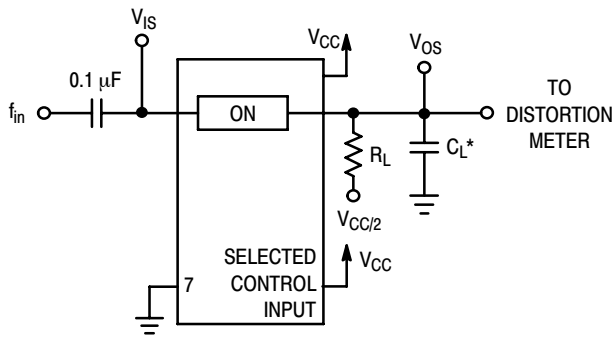 V_IS
V_CC
V_OS
0.1 μF
f_in
ON
TO
DISTORTION
METER
R_L
C_L*
V_CC/2
SELECTED
CONTROL
INPUT
V_CC
7